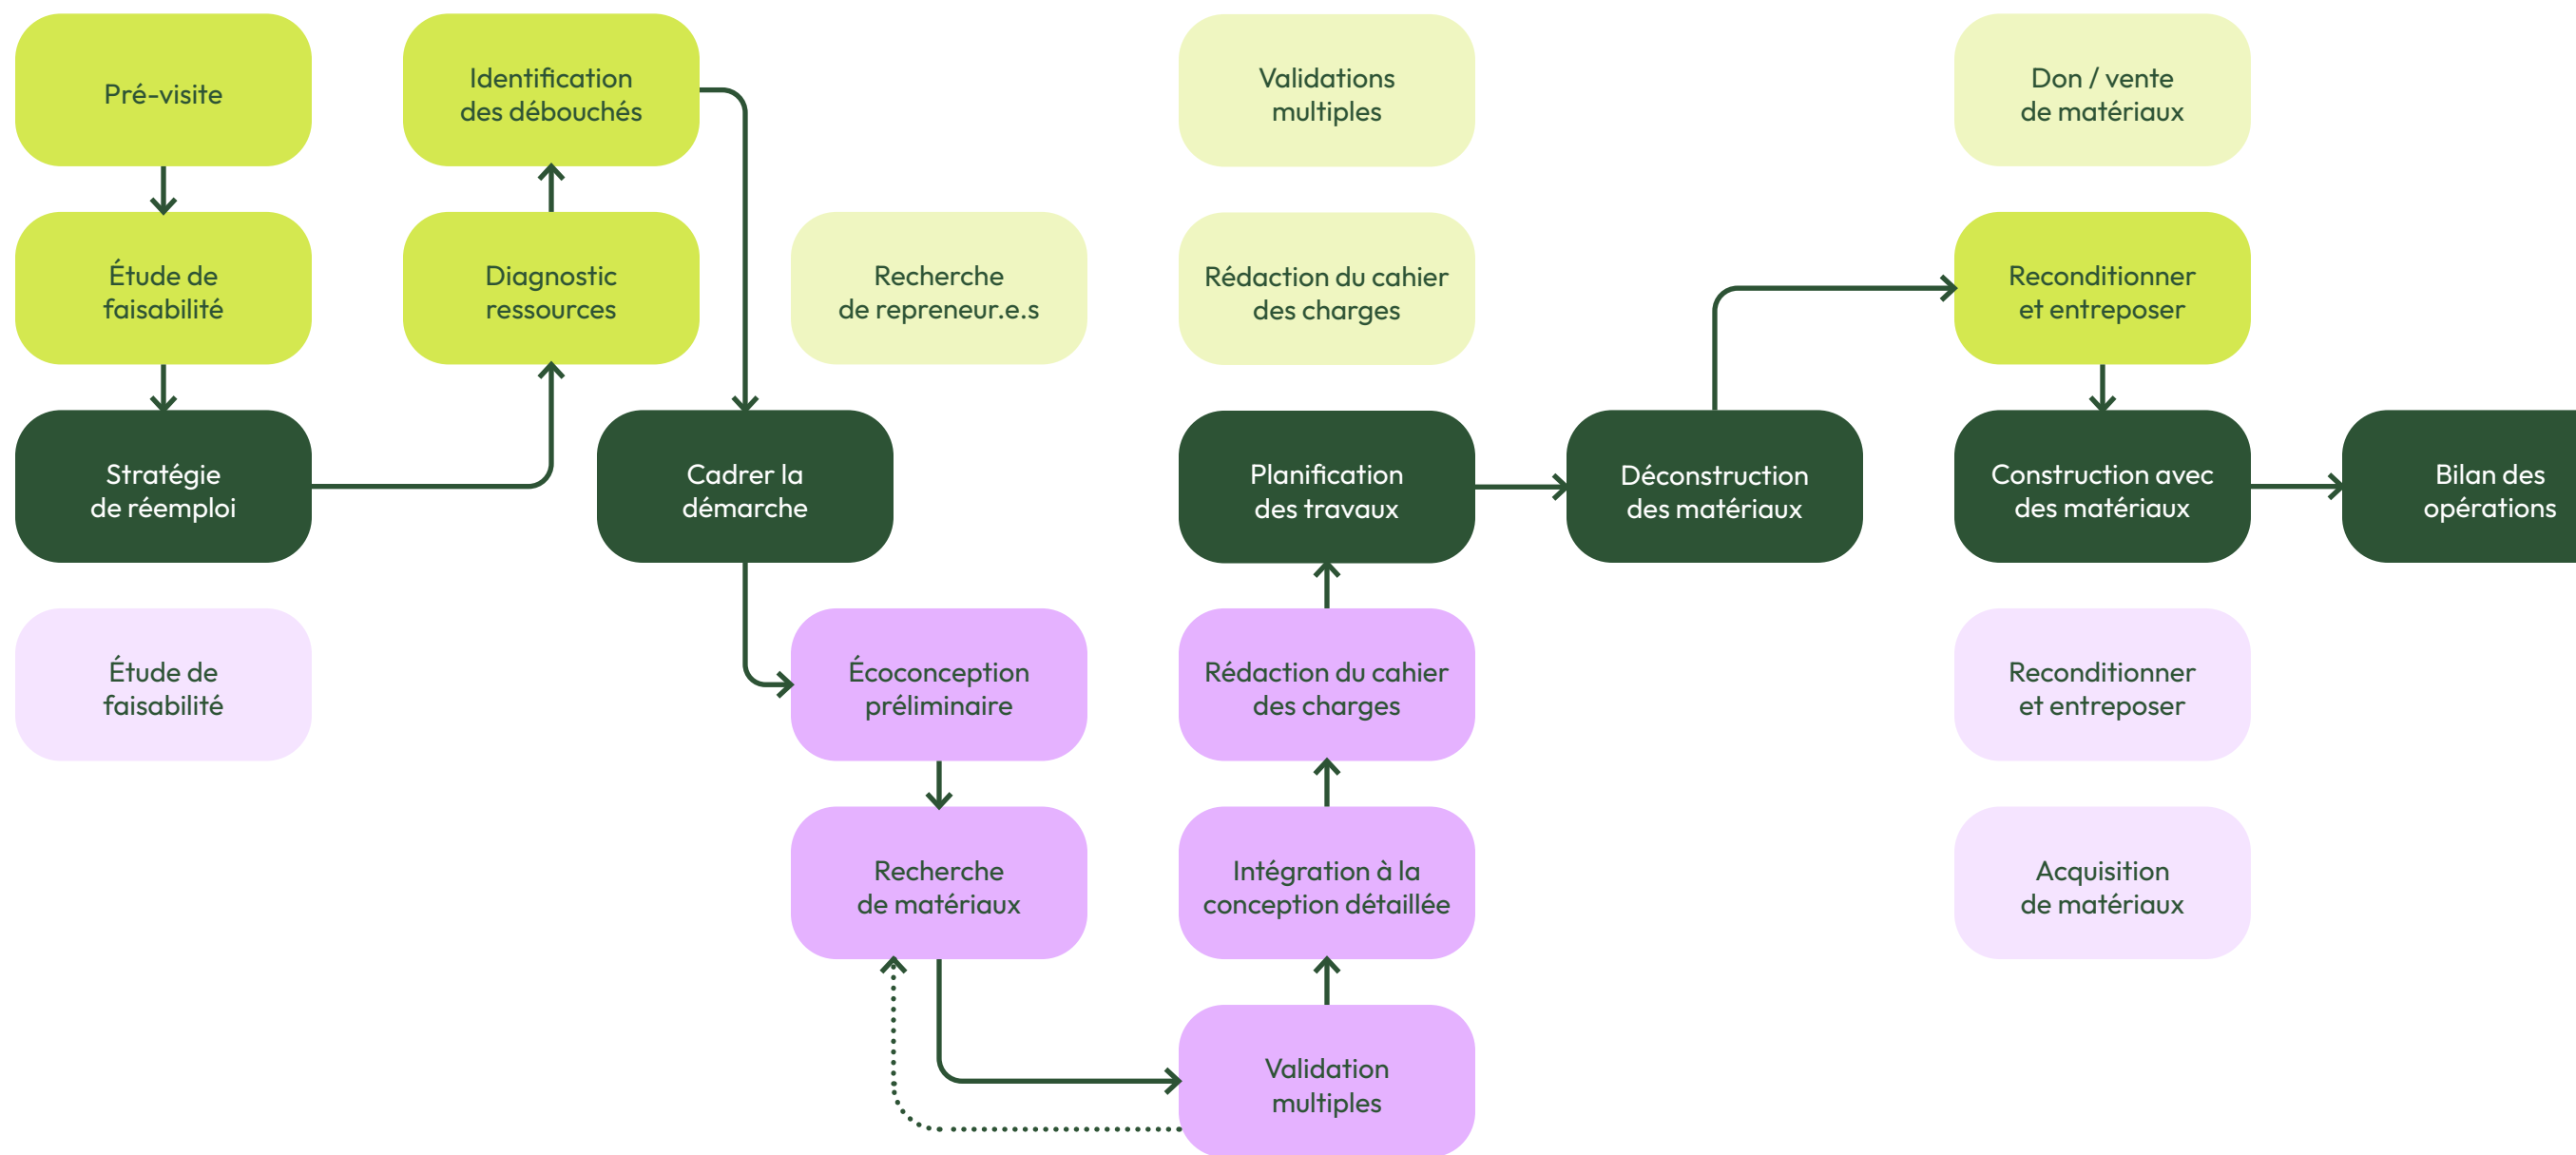 Pré-visite
Identification
des débouchés
Validations
multiples
Don / vente
de matériaux
Étude de
faisabilité
Diagnostic
ressources
Recherche
de repreneur.e.s
Rédaction du cahier
des charges
Reconditionner
et entreposer
Stratégie
de réemploi
Cadrer la
démarche
Planification
des travaux
Déconstruction
des matériaux
Construction avec
des matériaux
Bilan des
opérations
Étude de
faisabilité
Écoconception
préliminaire
Rédaction du cahier
des charges
Reconditionner
et entreposer
Recherche
de matériaux
Intégration à la
conception détaillée
Acquisition
de matériaux
Validation
multiples